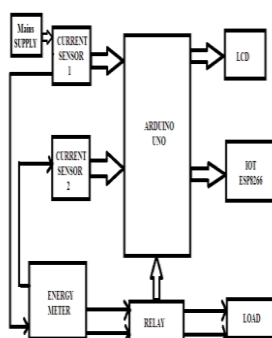 Mains
SUPPLY
CURRENT
SENSOR
1
LCD
ARDUINO
UNO
IOT
ESP8266
CURRENT
SENSOR
2
ENERGY
METER
RELAY
LOAD